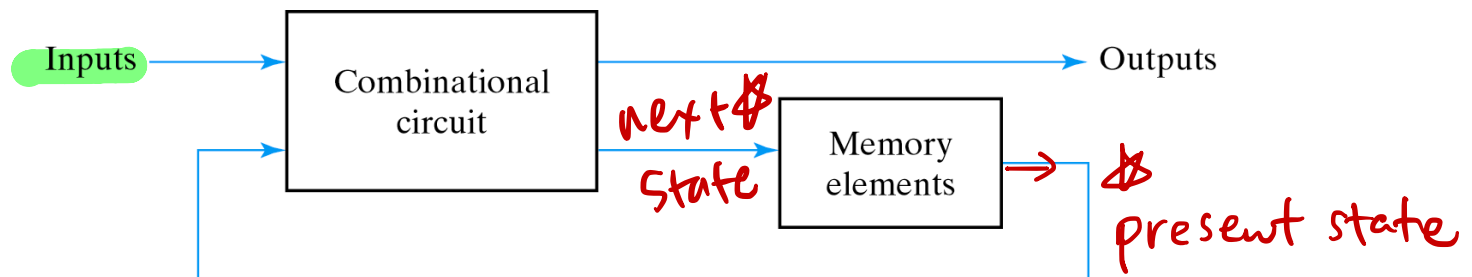 Inputs
Combinational
circuit
Outputs
next
state
Memory
elements
present state